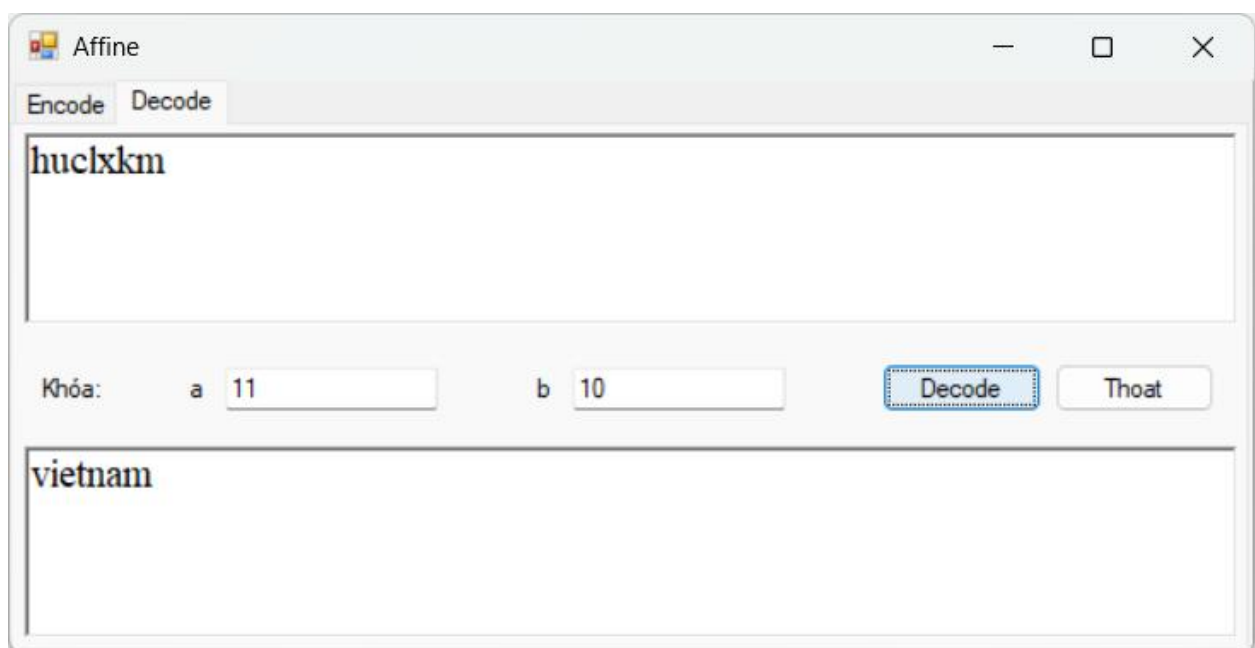 Affine
Encode Decode
huclxkm
Khóa: a 11 b 10 Decode Thoat
vietnam